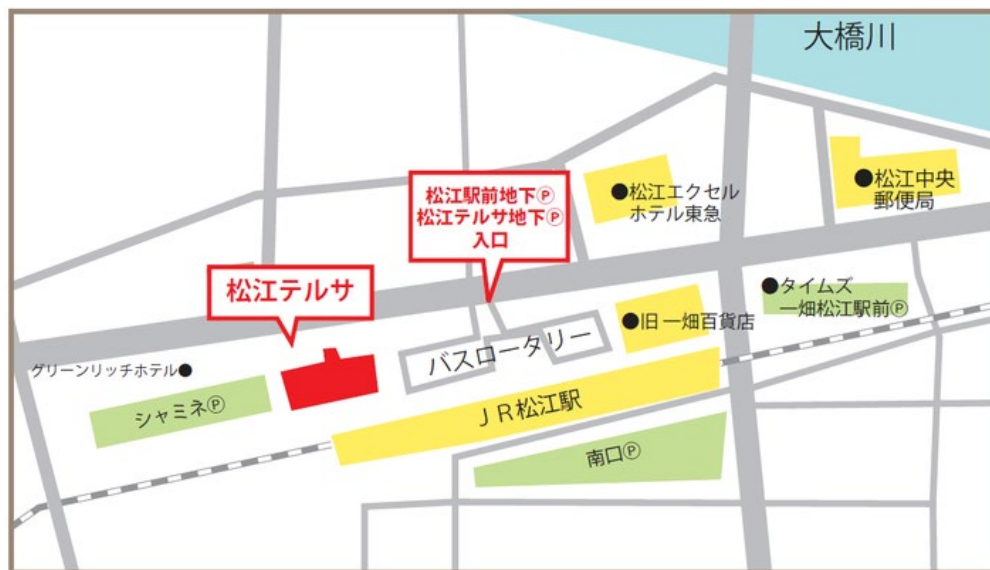 大橋川
松江駅前地下Ⓟ
松江テルサ地下Ⓟ
入口
●松江エクセル
ホテル東急
●松江中央
郵便局
松江テルサ
●タイムズ
一畑松江駅前Ⓟ
●旧一畑百貨店
バスロータリー
グリーンリッチホテル●
シャミネⓅ
ＪＲ松江駅
南口Ⓟ